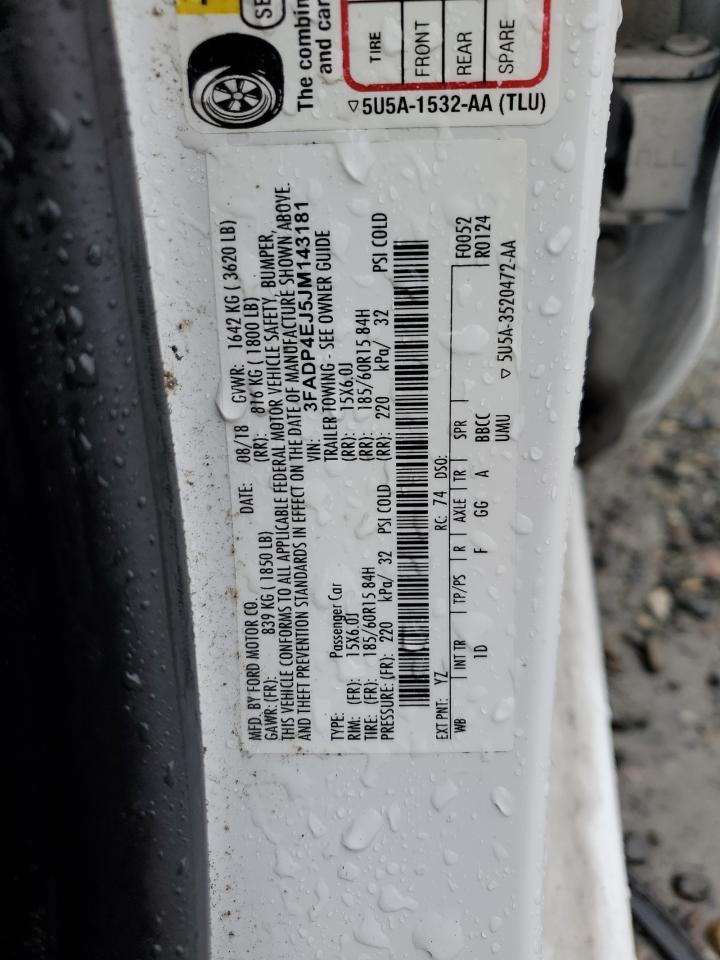 SE
The combin
and car
TIRE
FRONT
REAR
SPARE
▽5U5A-1532-AA (TLU)
MFD. BY FORD MOTOR CO. DATE: 08/18 GVWR: 1642 KG ( 3620 LB)
GAWR: (FR): 839 KG ( 1850 LB) (RR): 816 KG ( 1800 LB)
THIS VEHICLE CONFORMS TO ALL APPLICABLE FEDERAL MOTOR VEHICLE SAFETY, BUMPER,
AND THEFT PREVENTION STANDARDS IN EFFECT ON THE DATE OF MANUFACTURE SHOWN ABOVE.
VIN: 3FADP4EJ5JM143181
TYPE: Passenger Car TRAILER TOWING - SEE OWNER GUIDE
RIM: (FR): 15X6.0J (RR): 15X6.0J
TIRE: (FR): 185/60R15 84H (RR): 185/60R15 84H
PRESSURE: (FR): 220 kPa/ 32 PSI COLD (RR): 220 kPa/ 32 PSI COLD
EXT PNT: YZ RC: 74 DSO: F0052
WB INT TR TP/PS R AXLE TR SPR R0124
1D F GG A BBCC
UMU ▽ 5U5A-3520472-AA